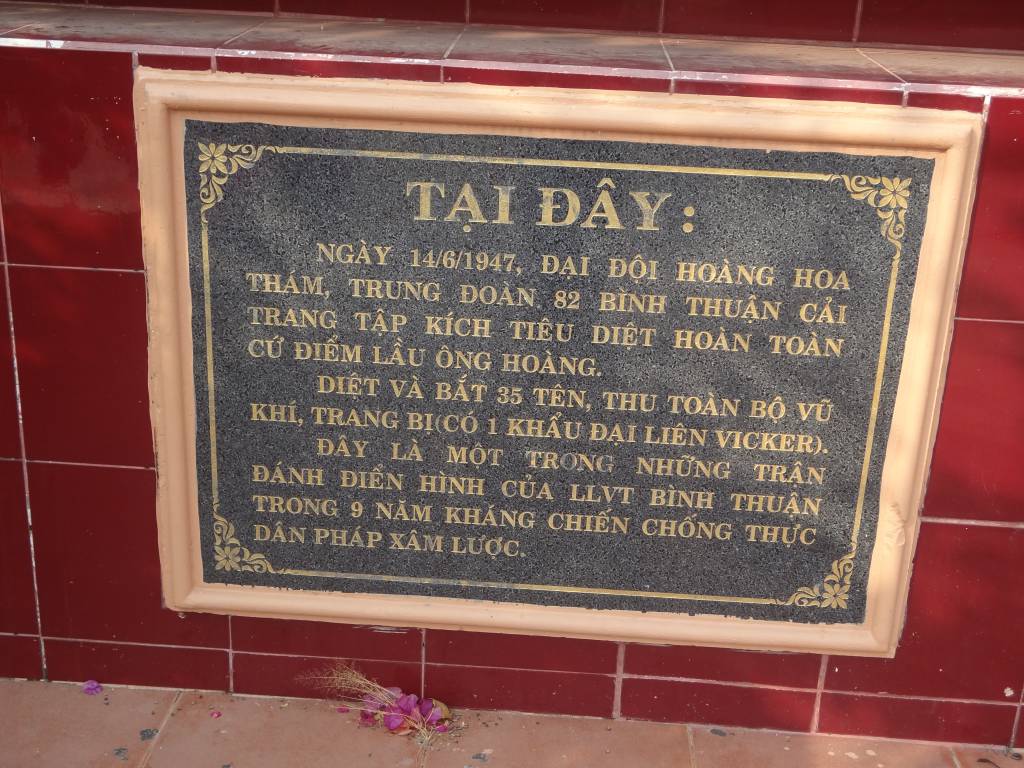 TẠI ĐÂY:
NGÀY 14/6/1947, ĐẠI ĐỘI HOÀNG HOA
THÁM, TRUNG ĐOÀN 82 BÌNH THUẬN CẢI
TRANG TẬP KÍCH TIÊU DIỆT HOÀN TOÀN
CỨ ĐIỂM LẦU ÔNG HOÀNG.
DIỆT VÀ BẮT 35 TÊN, THU TOÀN BỘ VŨ
KHÍ, TRANG BỊ(CÓ 1 KHẨU ĐẠI LIÊN VICKER).
ĐÂY LÀ MỘT TRONG NHỮNG TRẬN
ĐÁNH ĐIỂN HÌNH CỦA LLVT BÌNH THUẬN
TRONG 9 NĂM KHÁNG CHIẾN CHỐNG THỰC
DÂN PHÁP XÂM LƯỢC.